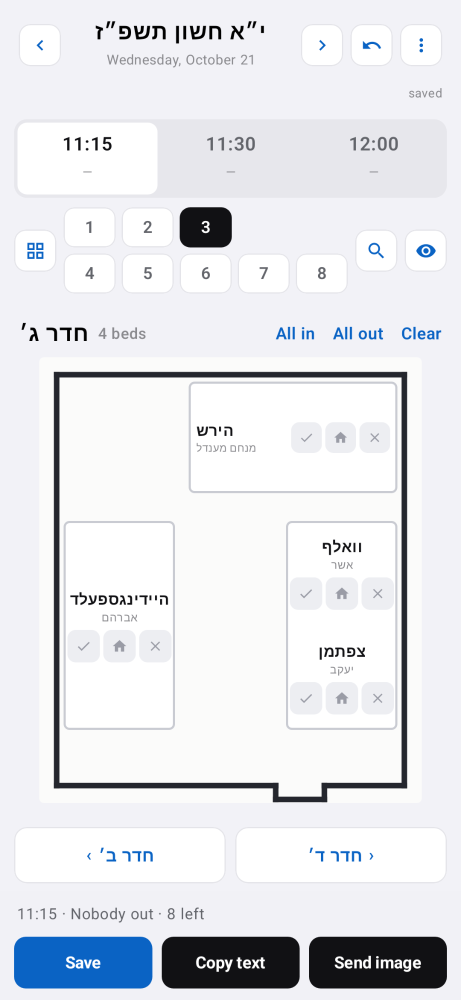 י״א חשון תשפ״ז
Wednesday, October 21
saved
11:15
–
11:30
–
12:00
–
1 2 3
4 5 6 7 8
חדר ג׳ 4 beds All in All out Clear
הירש
מנחם מענדל
וואלף
אשר
היידינגספעלד
אברהם
צפתמן
יעקב
‹ חדר ב׳
חדר ד׳ ›
11:15 · Nobody out · 8 left
Save Copy text Send image